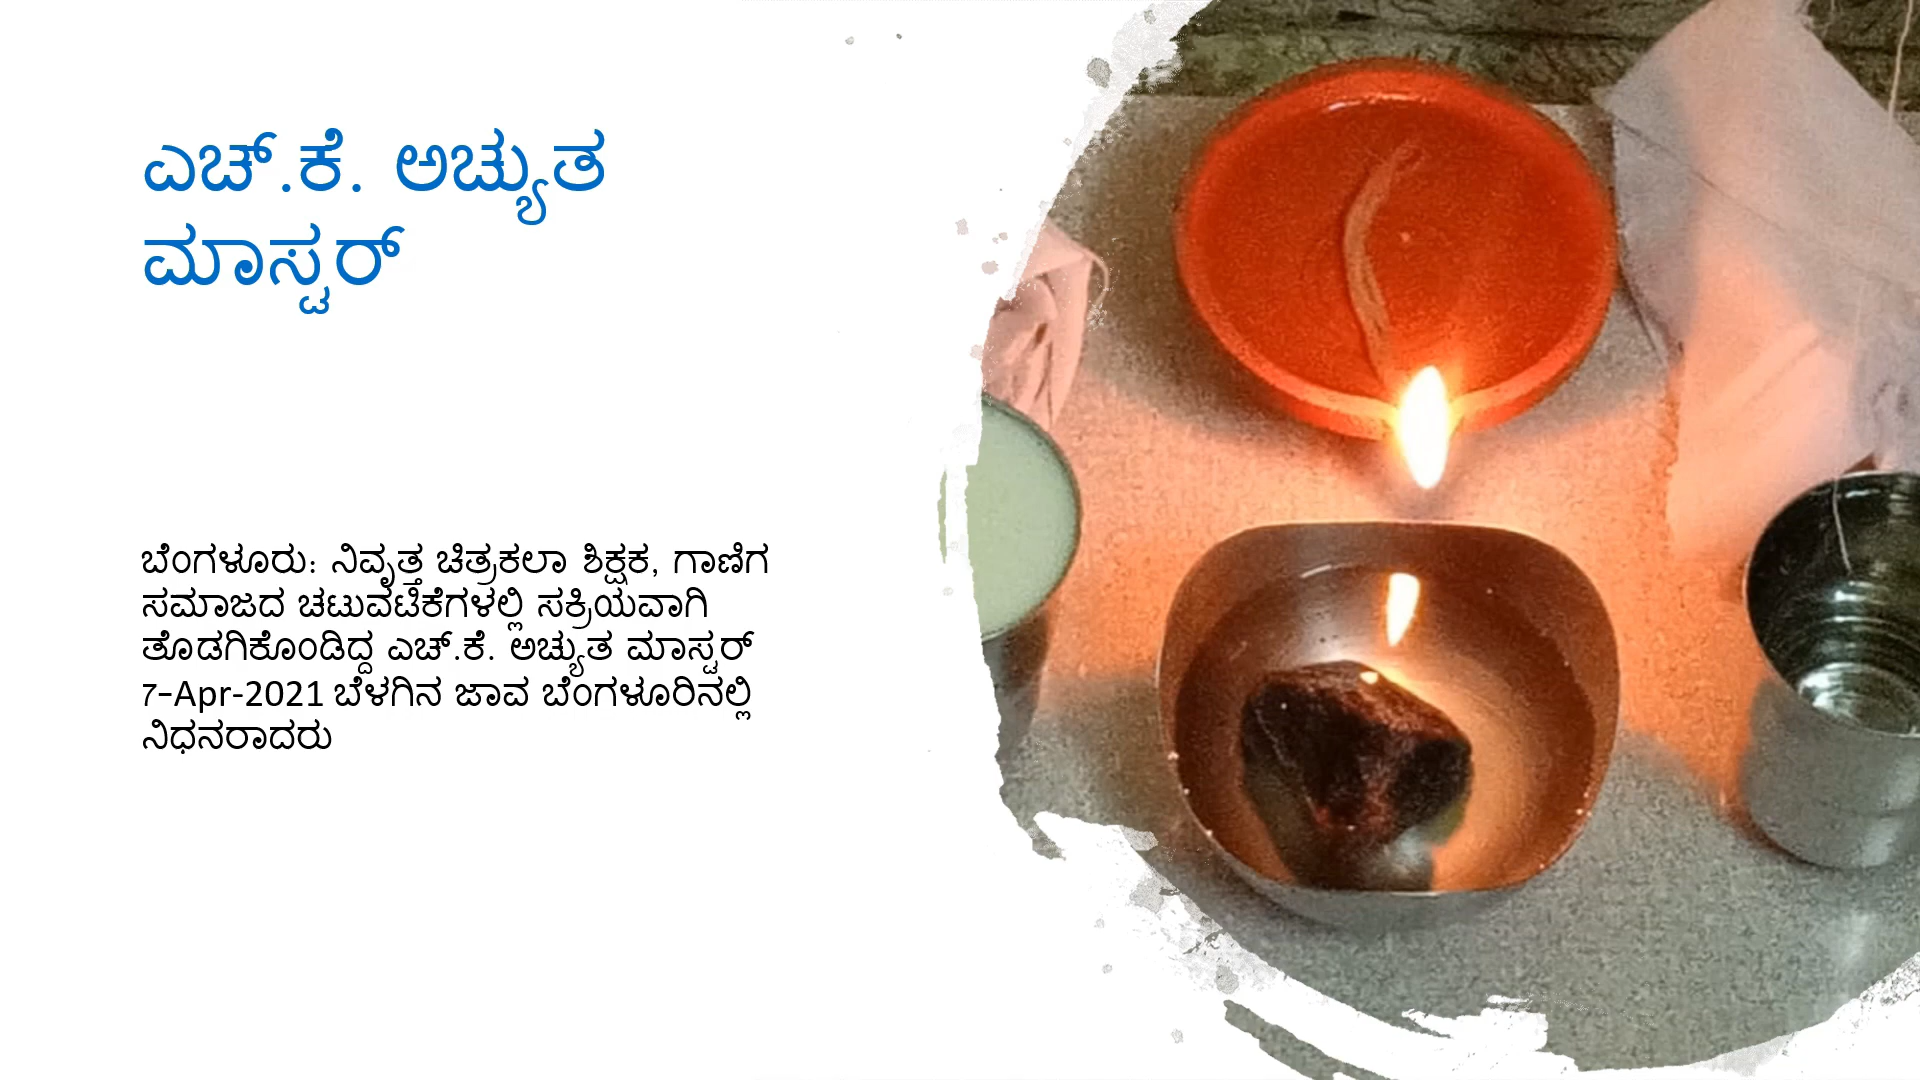 ಎಚ್.ಕೆ. ಅಚ್ಯುತ
ಮಾಸ್ಟರ್
ಬೆಂಗಳೂರು: ನಿವೃತ್ತ ಚಿತ್ರಕಲಾ ಶಿಕ್ಷಕ, ಗಾಣಿಗ
ಸಮಾಜದ ಚಟುವಟಿಕೆಗಳಲ್ಲಿ ಸಕ್ರಿಯವಾಗಿ
ತೊಡಗಿಕೊಂಡಿದ್ದ ಎಚ್.ಕೆ. ಅಚ್ಯುತ ಮಾಸ್ಟರ್
7-Apr-2021 ಬೆಳಗಿನ ಜಾವ ಬೆಂಗಳೂರಿನಲ್ಲಿ
ನಿಧನರಾದರು